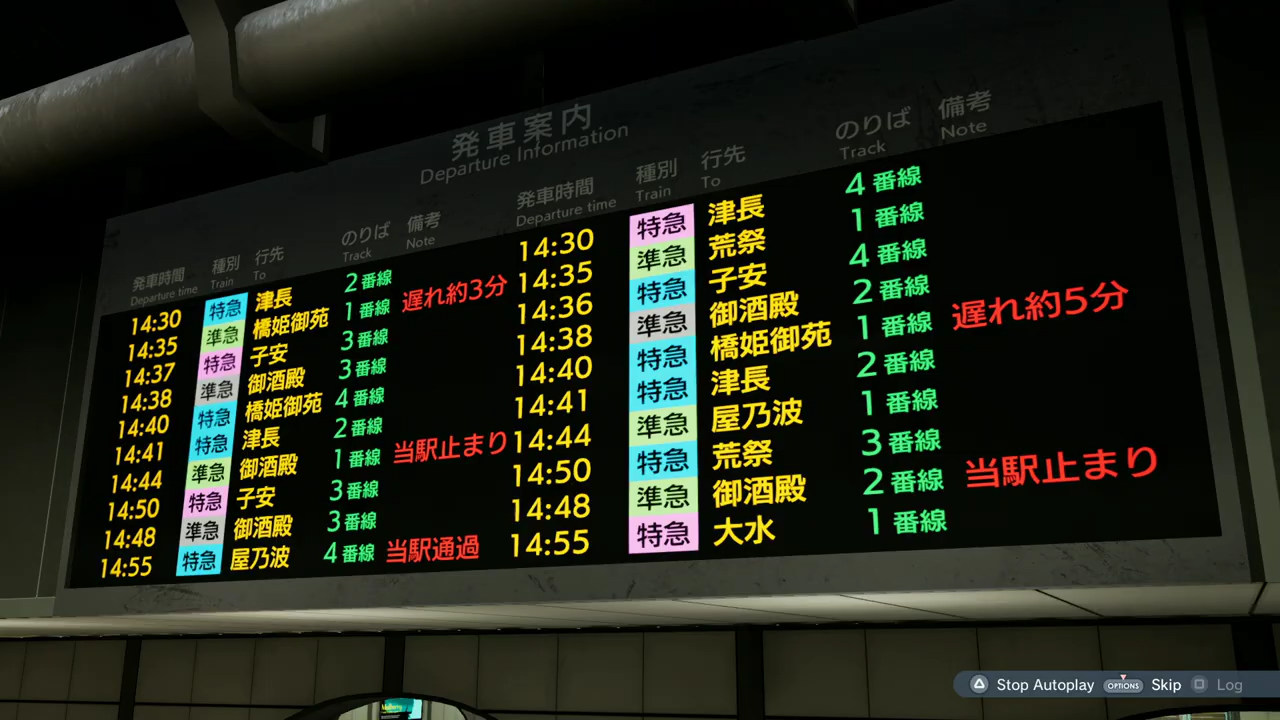 発車案内
Departure Information
発車時間 種別 行先 のりば 備考
Departure time Train To Track Note
14:30 特急 津長 2番線
14:35 準急 橋姫御苑 1番線 遅れ約3分
14:37 特急 子安 3番線
14:38 準急 御酒殿 3番線
14:40 特急 橋姫御苑 4番線
14:41 特急 津長 2番線
14:44 準急 御酒殿 1番線 当駅止まり
14:50 特急 子安 3番線
14:48 準急 御酒殿 3番線
14:55 特急 屋乃波 4番線 当駅通過
発車時間 種別 行先 のりば 備考
Departure time Train To Track Note
14:30 特急 津長 4番線
14:35 準急 荒祭 1番線
14:36 特急 子安 4番線
14:38 準急 御酒殿 2番線
14:40 特急 橋姫御苑 1番線 遅れ約5分
14:41 特急 津長 2番線
14:44 準急 屋乃波 1番線
14:50 特急 荒祭 3番線
14:48 準急 御酒殿 2番線 当駅止まり
14:55 特急 大水 1番線
Stop Autoplay OPTIONS Skip Log